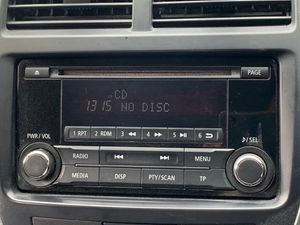 PAGE
CD
1315 NO DISC
1 RPT 2 RDM 3 ◄◄ 4 ►► 5 ►II 6 ↩
PWR/VOL
♪/SEL
RADIO I◄◄ ►►I MENU
MEDIA DISP PTY/SCAN TP